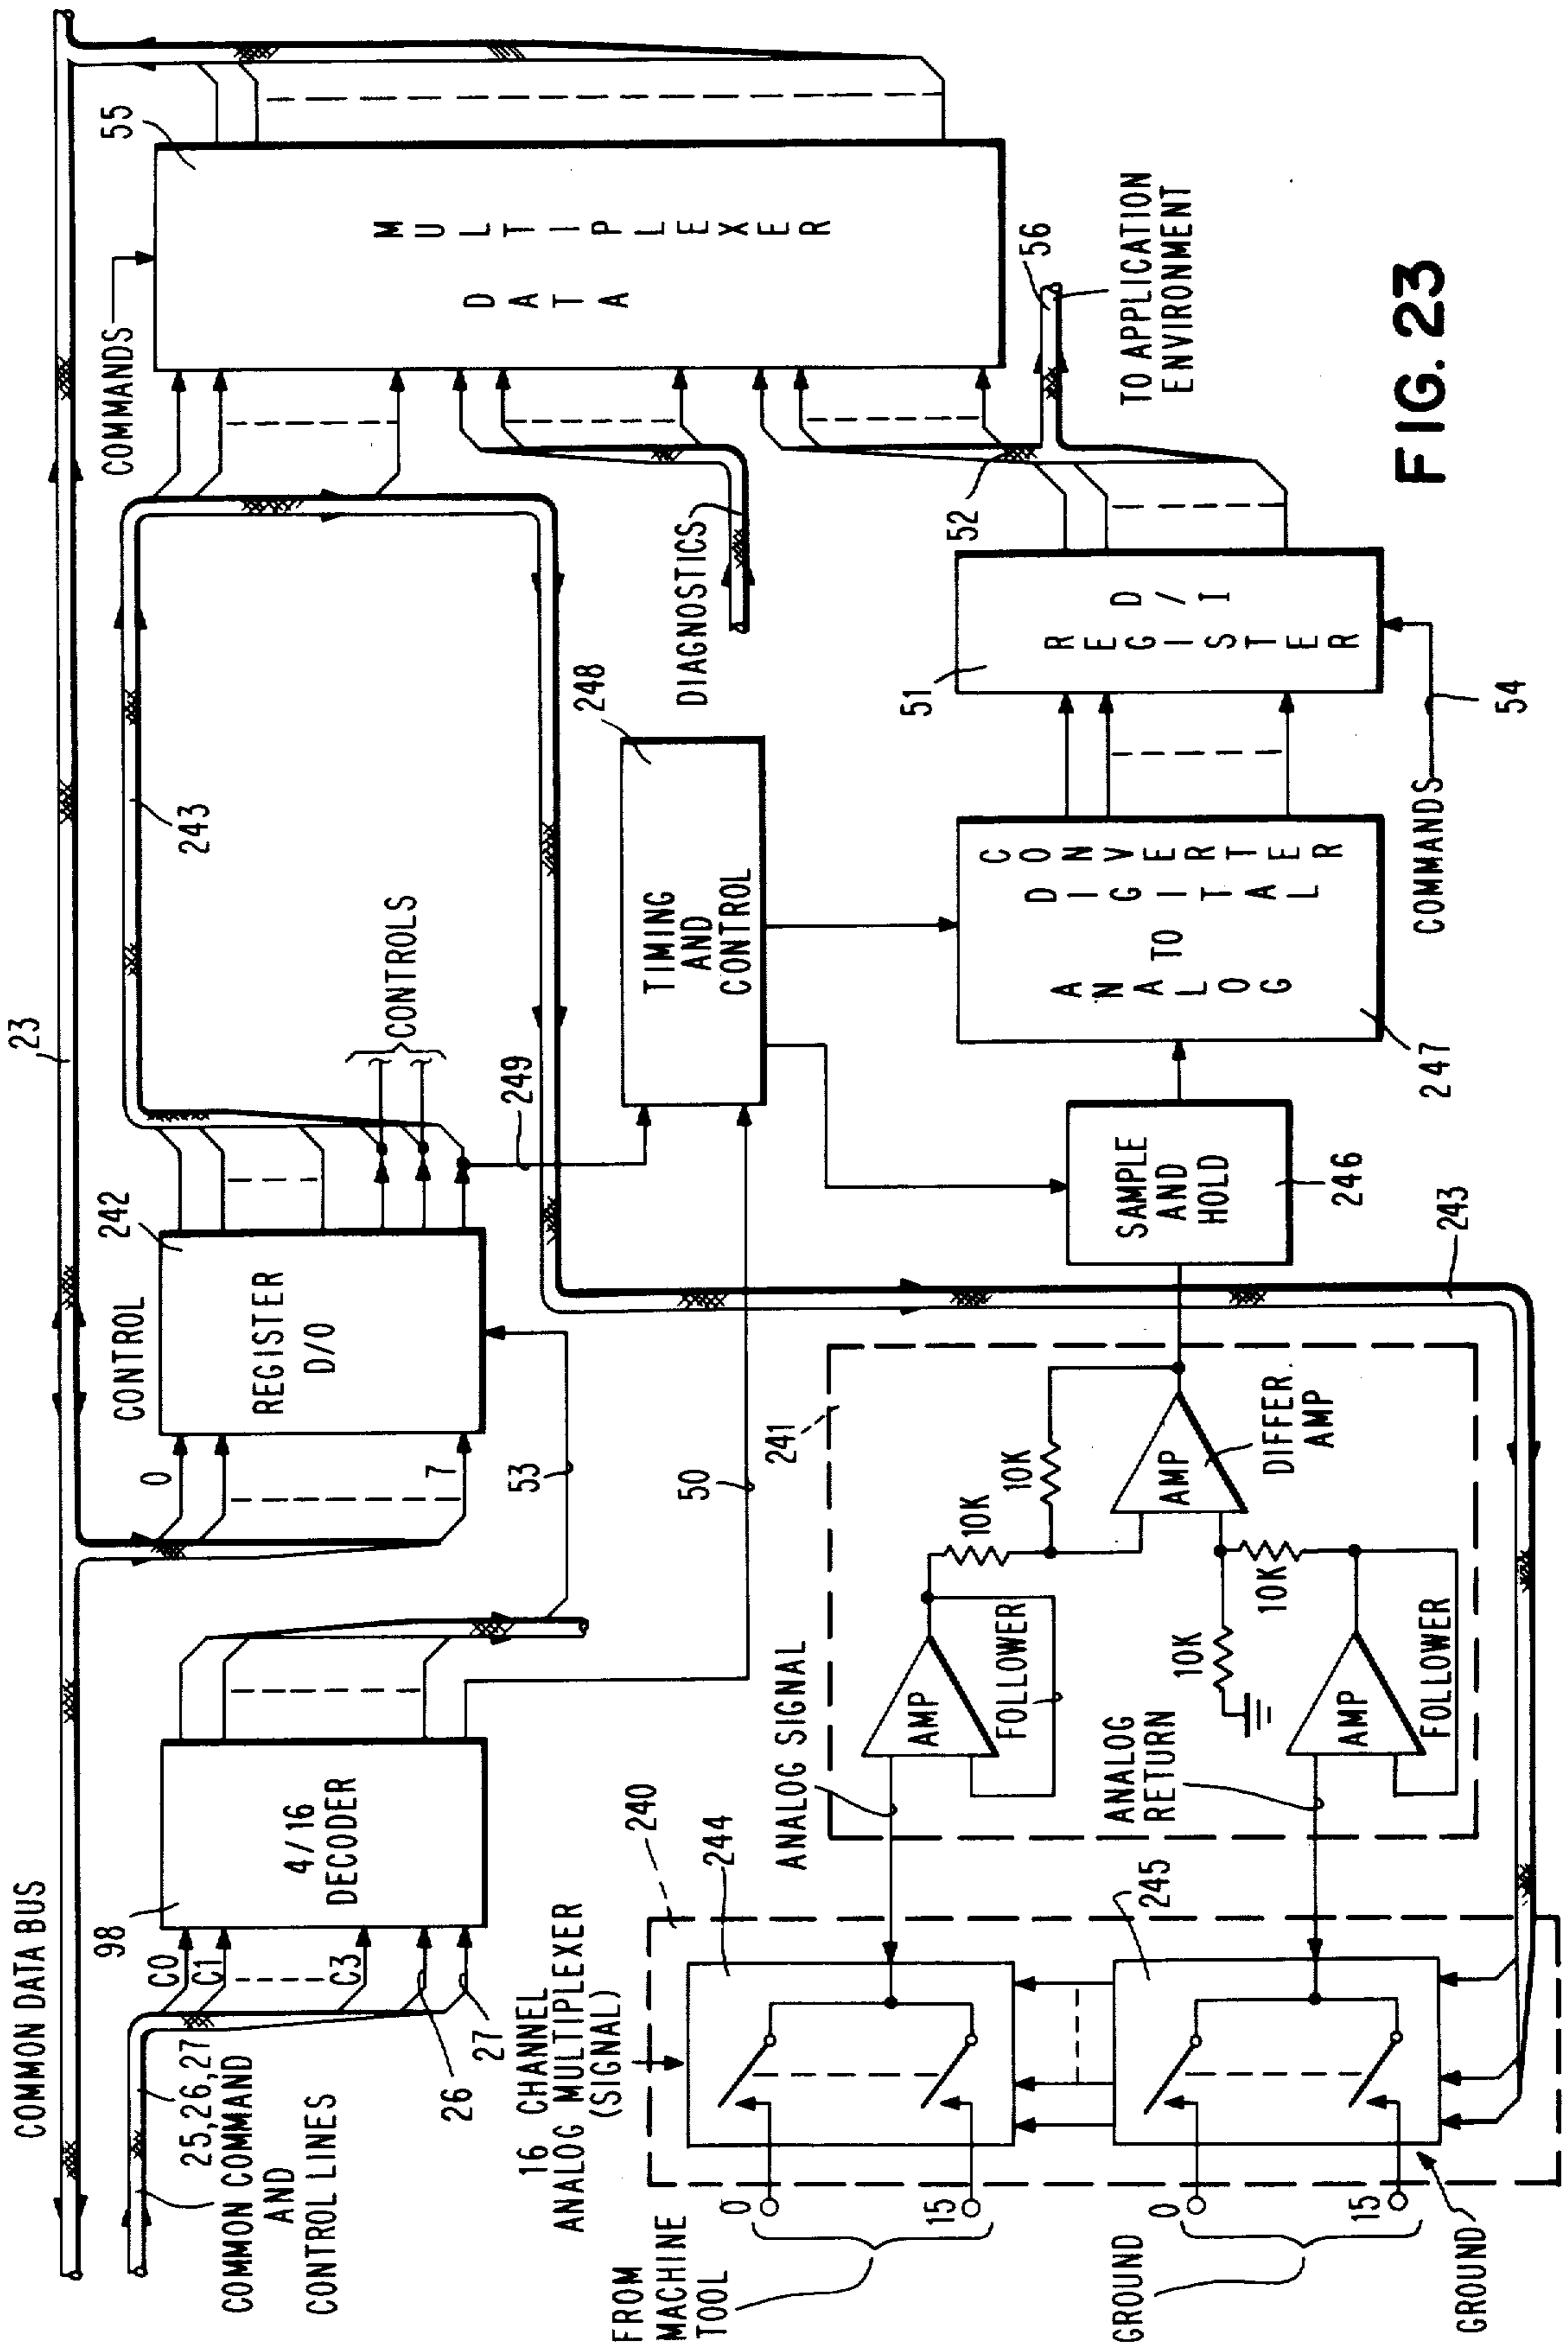 COMMON DATA BUS
23
25,26,27
COMMON COMMAND
AND
CONTROL LINES
98
C0
C1
C3
26
27
4/16
DECODER
0
7
53
50
CONTROL
242
REGISTER
D/O
CONTROLS
249
243
COMMANDS
55
MULTIPLEXER
DATA
DIAGNOSTICS
248
TIMING
AND
CONTROL
16 CHANNEL
ANALOG MULTIPLEXER
(SIGNAL)
240
244
FROM
MACHINE
TOOL
0
15
ANALOG SIGNAL
241
AMP
FOLLOWER
10K
10K
AMP
DIFFER.
AMP
10K
10K
ANALOG
RETURN
AMP
FOLLOWER
245
GROUND
0
15
GROUND
243
SAMPLE
AND
HOLD
246
ANALOG
TO
DIGITAL
CONVERTER
247
51
REGISTER
D/I
COMMANDS
54
52
56
TO APPLICATION
ENVIRONMENT
FIG. 23